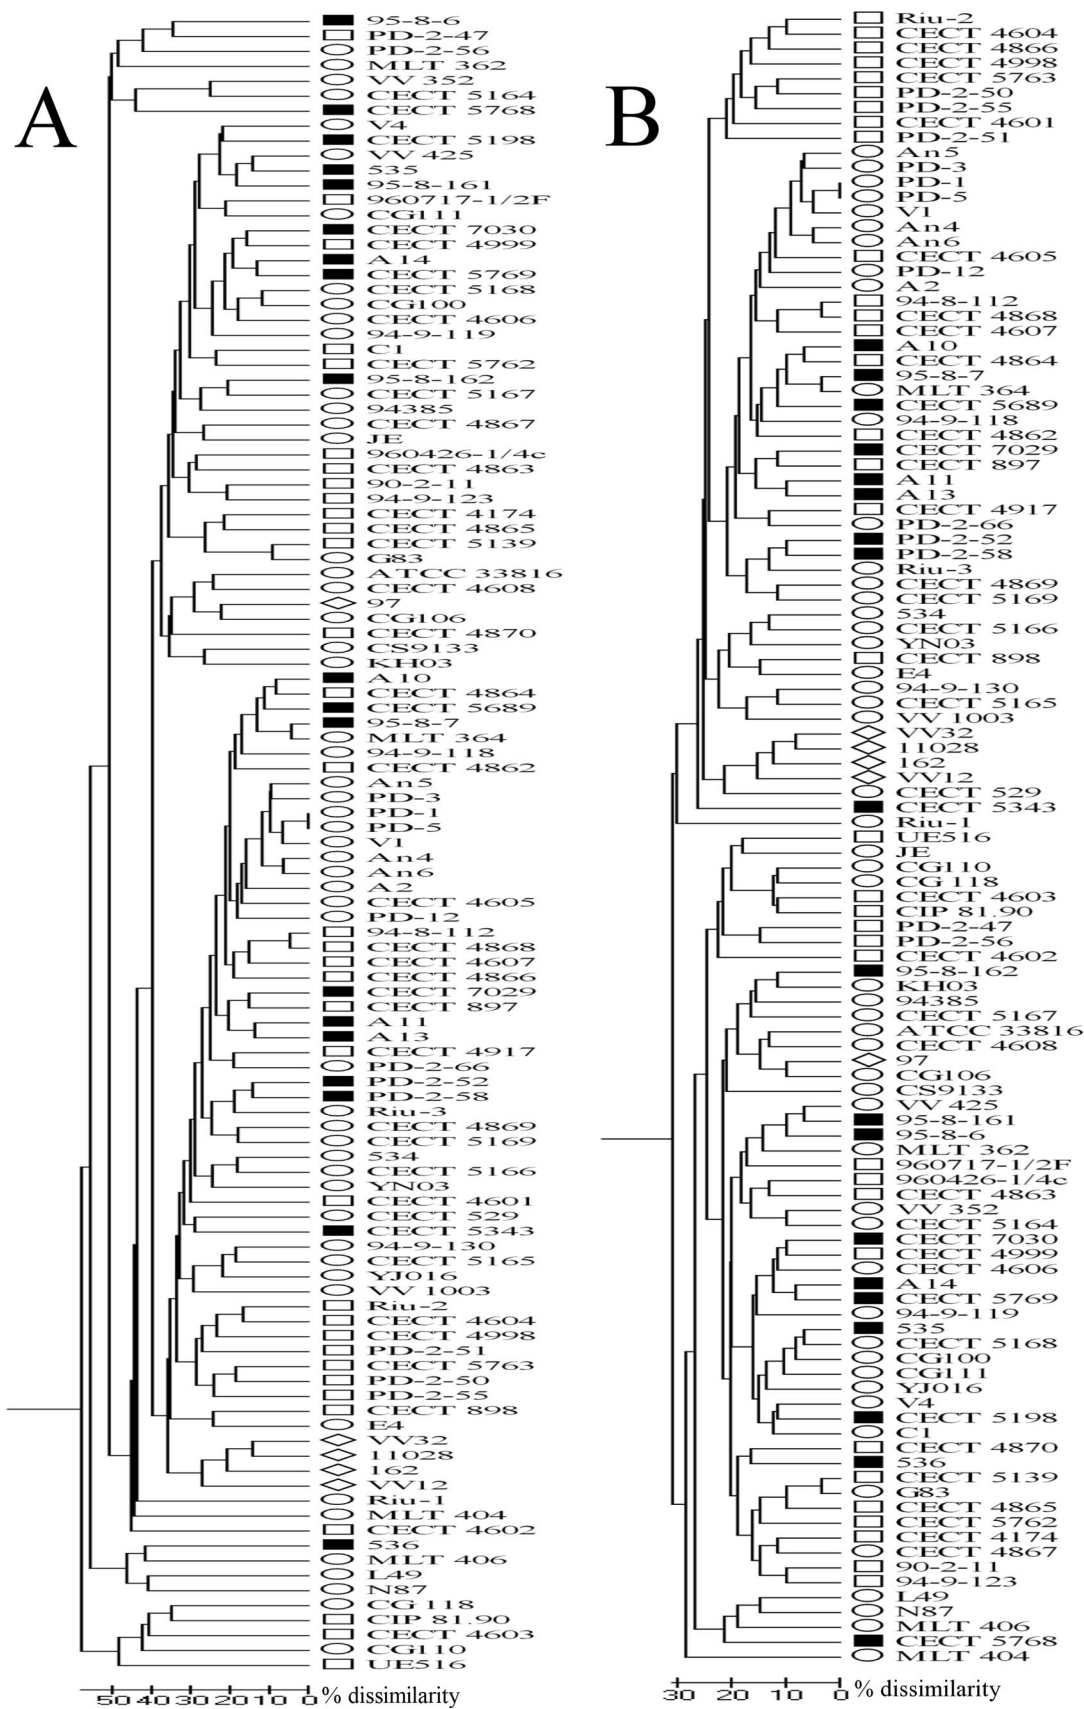 A
95-8-6
PD-2-47
PD-2-56
MLT 362
VV 352
CECT 5164
CECT 5768
V4
CECT 5198
VV 425
535
95-8-161
960717-1/2F
CG111
CECT 7030
CECT 4999
A14
CECT 5769
CECT 5168
CG100
CECT 4606
94-9-119
C1
CECT 5762
95-8-162
CECT 5167
94385
CECT 4867
JE
960426-1/4c
CECT 4863
90-2-11
94-9-123
CECT 4174
CECT 4865
CECT 5139
G83
ATCC 33816
CECT 4608
97
CG106
CECT 4870
CS9133
KH03
A10
CECT 4864
CECT 5689
95-8-7
MLT 364
94-9-118
CECT 4862
An5
PD-3
PD-1
PD-5
V1
An4
An6
A2
CECT 4605
PD-12
94-8-112
CECT 4868
CECT 4607
CECT 4866
CECT 7029
CECT 897
A11
A13
CECT 4917
PD-2-66
PD-2-52
PD-2-58
Riu-3
CECT 4869
CECT 5169
534
CECT 5166
YN03
CECT 4601
CECT 529
CECT 5343
94-9-130
CECT 5165
YJ016
VV 1003
Riu-2
CECT 4604
CECT 4998
PD-2-51
CECT 5763
PD-2-50
PD-2-55
CECT 898
E4
VV32
11028
162
VV12
Riu-1
MLT 404
CECT 4602
536
MLT 406
L49
N87
CG 118
CIP 81.90
CECT 4603
CG110
UE516
50 40 30 20 10 0 % dissimilarity
B
Riu-2
CECT 4604
CECT 4866
CECT 4998
CECT 5763
PD-2-50
PD-2-55
CECT 4601
PD-2-51
An5
PD-3
PD-1
PD-5
V1
An4
An6
CECT 4605
PD-12
A2
94-8-112
CECT 4868
CECT 4607
A10
CECT 4864
95-8-7
MLT 364
CECT 5689
94-9-118
CECT 4862
CECT 7029
CECT 897
A11
A13
CECT 4917
PD-2-66
PD-2-52
PD-2-58
Riu-3
CECT 4869
CECT 5169
534
CECT 5166
YN03
CECT 898
E4
94-9-130
CECT 5165
VV 1003
VV32
11028
162
VV12
CECT 529
CECT 5343
Riu-1
UE516
JE
CG110
CG 118
CECT 4603
CIP 81.90
PD-2-47
PD-2-56
CECT 4602
95-8-162
KH03
94385
CECT 5167
ATCC 33816
CECT 4608
97
CG106
CS9133
VV 425
95-8-161
95-8-6
MLT 362
960717-1/2F
960426-1/4c
CECT 4863
VV 352
CECT 5164
CECT 7030
CECT 4999
CECT 4606
A14
CECT 5769
94-9-119
535
CECT 5168
CG100
CG111
YJ016
V4
CECT 5198
C1
CECT 4870
536
CECT 5139
G83
CECT 4865
CECT 5762
CECT 4174
CECT 4867
90-2-11
94-9-123
L49
N87
MLT 406
CECT 5768
MLT 404
30 20 10 0 % dissimilarity